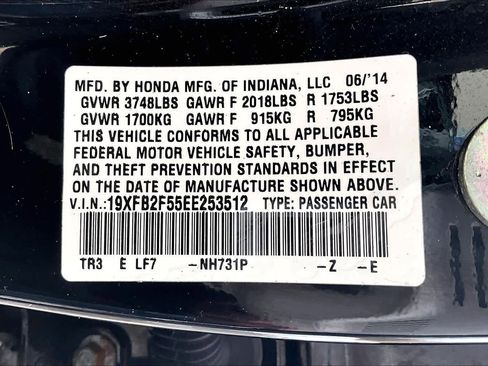 MFD. BY HONDA MFG. OF INDIANA, LLC 06/'14
GVWR 3748LBS GAWR F 2018LBS R 1753LBS
GVWR 1700KG GAWR F 915KG R 795KG
THIS VEHICLE CONFORMS TO ALL APPLICABLE
FEDERAL MOTOR VEHICLE SAFETY, BUMPER,
AND THEFT PREVENTION STANDARDS IN EFFECT
ON THE DATE OF MANUFACTURE SHOWN ABOVE.
V.I.N.: 19XFB2F55EE253512 TYPE: PASSENGER CAR
TR3 E LF7 -NH731P -Z -E